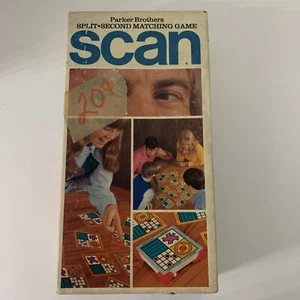 Parker Brothers
SPLIT•SECOND MATCHING GAME
scan
20¢